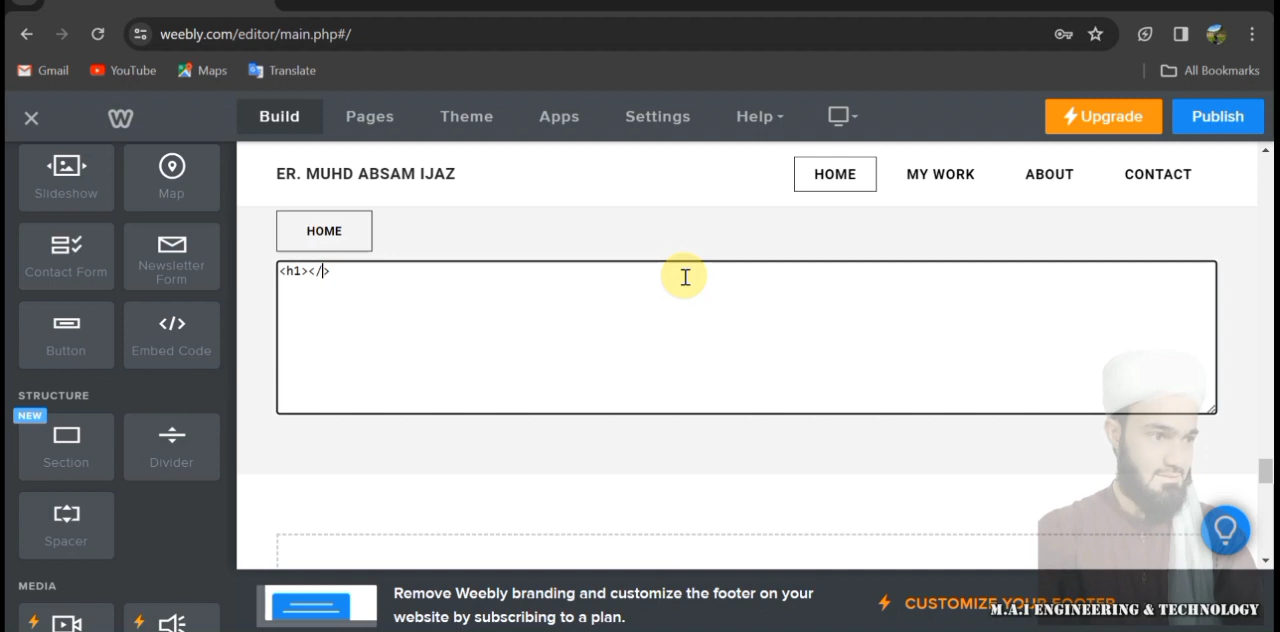 weebly.com/editor/main.php#/
Gmail YouTube Maps Translate All Bookmarks
Build Pages Theme Apps Settings Help Upgrade Publish
Slideshow Map
Contact Form Newsletter Form
Button Embed Code
STRUCTURE
NEW
Section Divider
Spacer
MEDIA
ER. MUHD ABSAM IJAZ HOME MY WORK ABOUT CONTACT
HOME
<h1></>
Remove Weebly branding and customize the footer on your
website by subscribing to a plan.
CUSTOMIZE YOUR FOOTER
M.A.I ENGINEERING & TECHNOLOGY